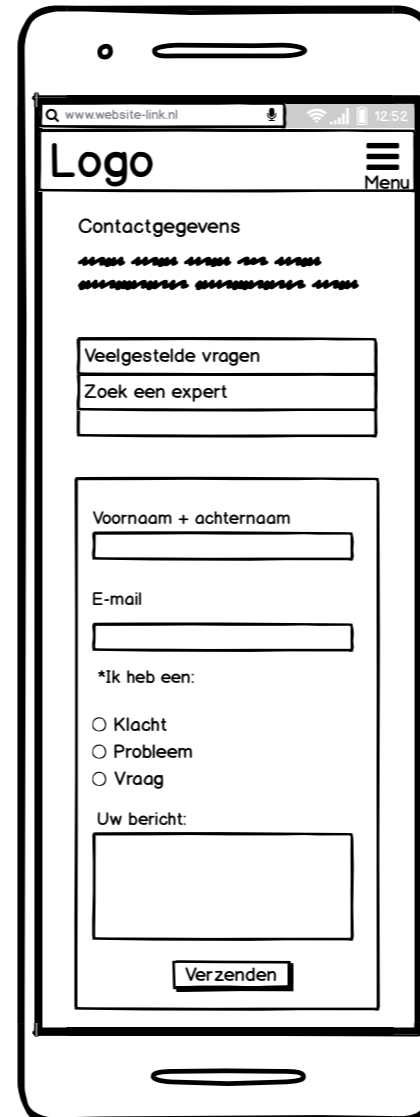 www.website-link.nl 12:52
Logo
Menu
Contactgegevens
Veelgestelde vragen
Zoek een expert
Voornaam + achternaam
E-mail
*Ik heb een:
Klacht
Probleem
Vraag
Uw bericht:
Verzenden